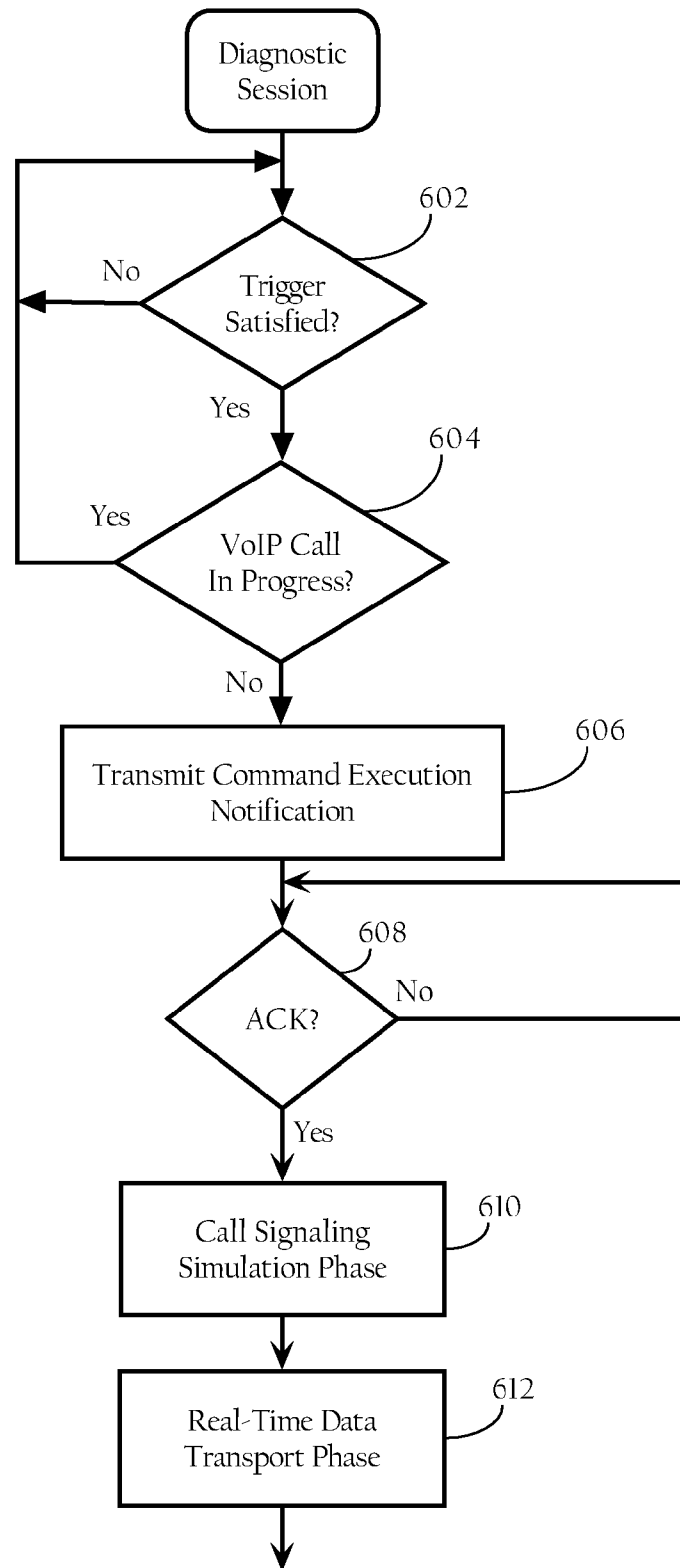 Diagnostic
Session
602
No
Trigger
Satisfied?
Yes
604
Yes
VoIP Call
In Progress?
No
606
Transmit Command Execution
Notification
608
No
ACK?
Yes
610
Call Signaling
Simulation Phase
612
Real-Time Data
Transport Phase